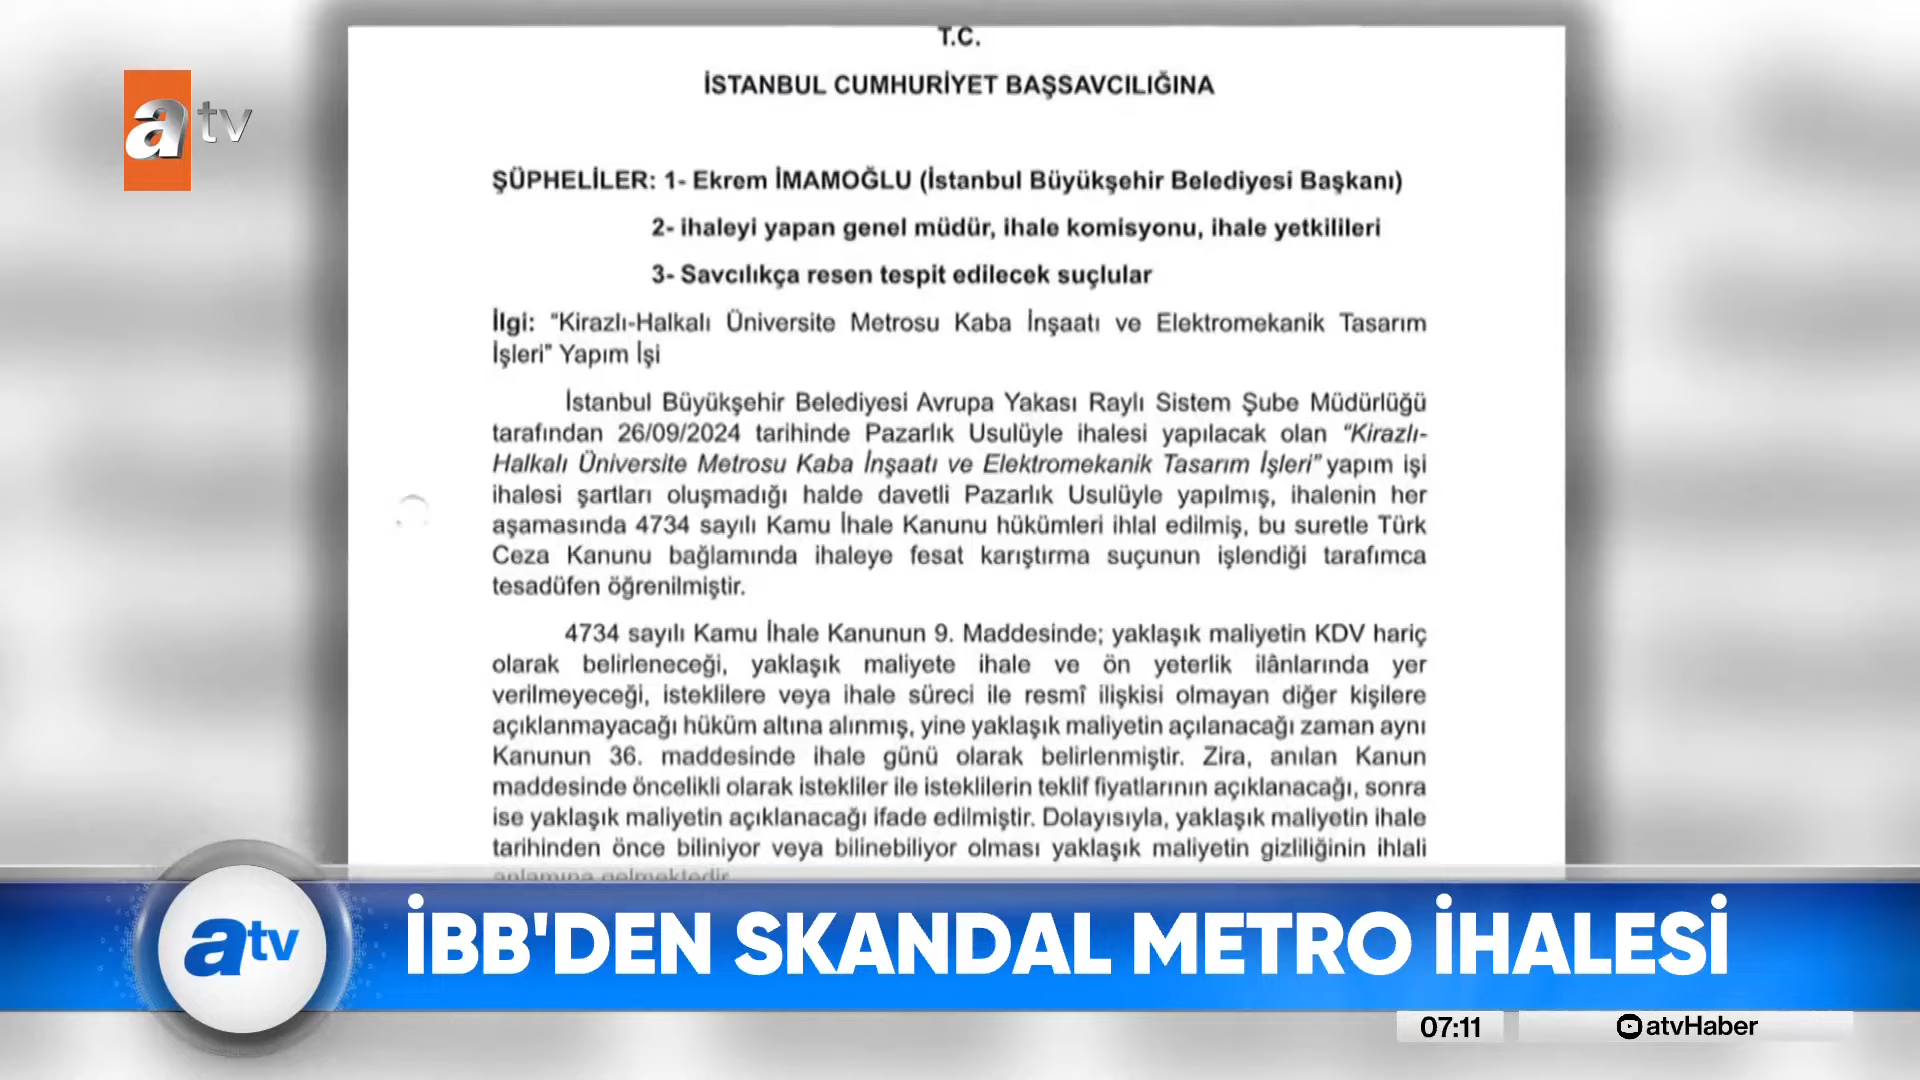 T.C.
İSTANBUL CUMHURİYET BAŞSAVCILIĞINA
atv
ŞÜPHELİLER: 1- Ekrem İMAMOĞLU (İstanbul Büyükşehir Belediyesi Başkanı)
2- ihaleyi yapan genel müdür, ihale komisyonu, ihale yetkilileri
3- Savcılıkça resen tespit edilecek suçlular
İlgi: “Kirazlı-Halkalı Üniversite Metrosu Kaba İnşaatı ve Elektromekanik Tasarım
İşleri” Yapım İşi
İstanbul Büyükşehir Belediyesi Avrupa Yakası Raylı Sistem Şube Müdürlüğü
tarafından 26/09/2024 tarihinde Pazarlık Usulüyle ihalesi yapılacak olan “Kirazlı-
Halkalı Üniversite Metrosu Kaba İnşaatı ve Elektromekanik Tasarım İşleri” yapım işi
ihalesi şartları oluşmadığı halde davetli Pazarlık Usulüyle yapılmış, ihalenin her
aşamasında 4734 sayılı Kamu İhale Kanunu hükümleri ihlal edilmiş, bu suretle Türk
Ceza Kanunu bağlamında ihaleye fesat karıştırma suçunun işlendiği tarafımca
tesadüfen öğrenilmiştir.
4734 sayılı Kamu İhale Kanunun 9. Maddesinde; yaklaşık maliyetin KDV hariç
olarak belirleneceği, yaklaşık maliyete ihale ve ön yeterlik ilânlarında yer
verilmeyeceği, isteklilere veya ihale süreci ile resmî ilişkisi olmayan diğer kişilere
açıklanmayacağı hüküm altına alınmış, yine yaklaşık maliyetin açılanacağı zaman aynı
Kanunun 36. maddesinde ihale günü olarak belirlenmiştir. Zira, anılan Kanun
maddesinde öncelikli olarak istekliler ile isteklilerin teklif fiyatlarının açıklanacağı, sonra
ise yaklaşık maliyetin açıklanacağı ifade edilmiştir. Dolayısıyla, yaklaşık maliyetin ihale
tarihinden önce biliniyor veya bilinebiliyor olması yaklaşık maliyetin gizliliğinin ihlali
anlamına gelmektedir.
atv
İBB'DEN SKANDAL METRO İHALESİ
07:11
atvHaber